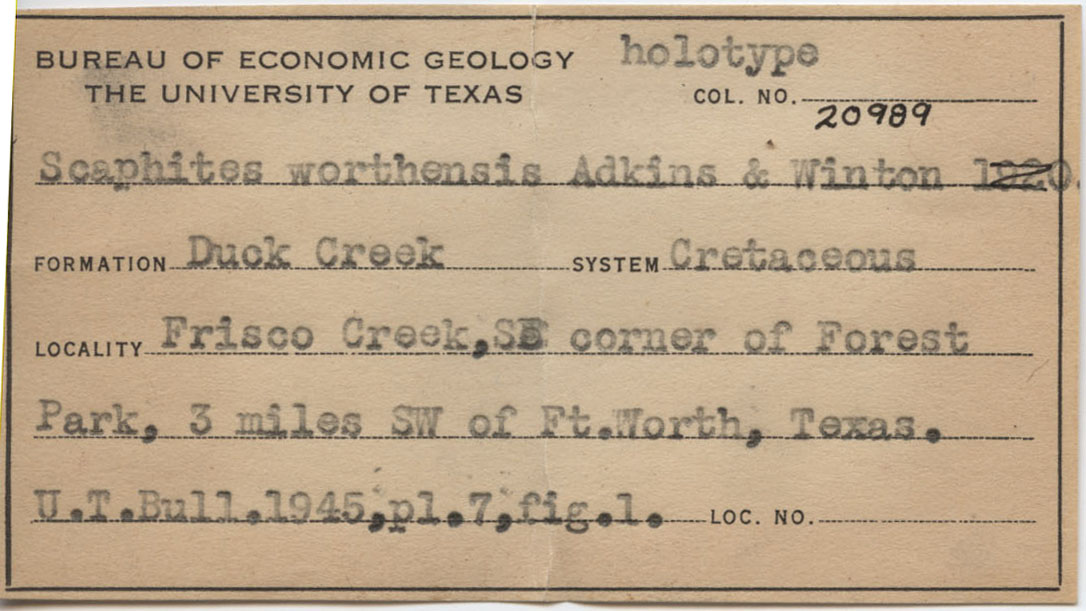 BUREAU OF ECONOMIC GEOLOGY holotype
THE UNIVERSITY OF TEXAS COL. NO.
20989
Scaphites worthensis Adkins & Winton 1920.
FORMATION Duck Creek SYSTEM Cretaceous
LOCALITY Frisco Creek,SE corner of Forest
Park, 3 miles SW of Ft.Worth, Texas.
U.T.Bull.1945,pl.7,fig.1. LOC. NO.